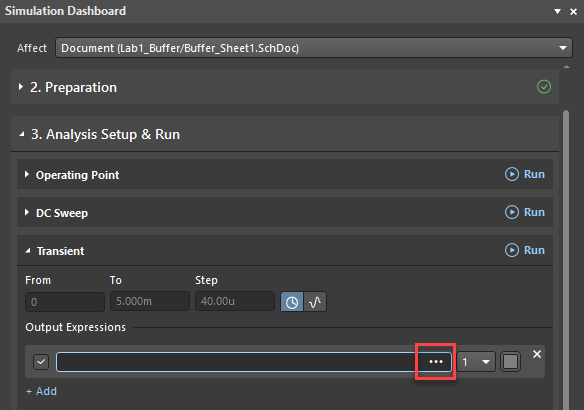 Simulation Dashboard
Affect Document (Lab1_Buffer/Buffer_Sheet1.SchDoc)
2. Preparation
3. Analysis Setup & Run
Operating Point Run
DC Sweep Run
Transient Run
From To Step
0 5.000m 40.00u
Output Expressions
... 1
+ Add